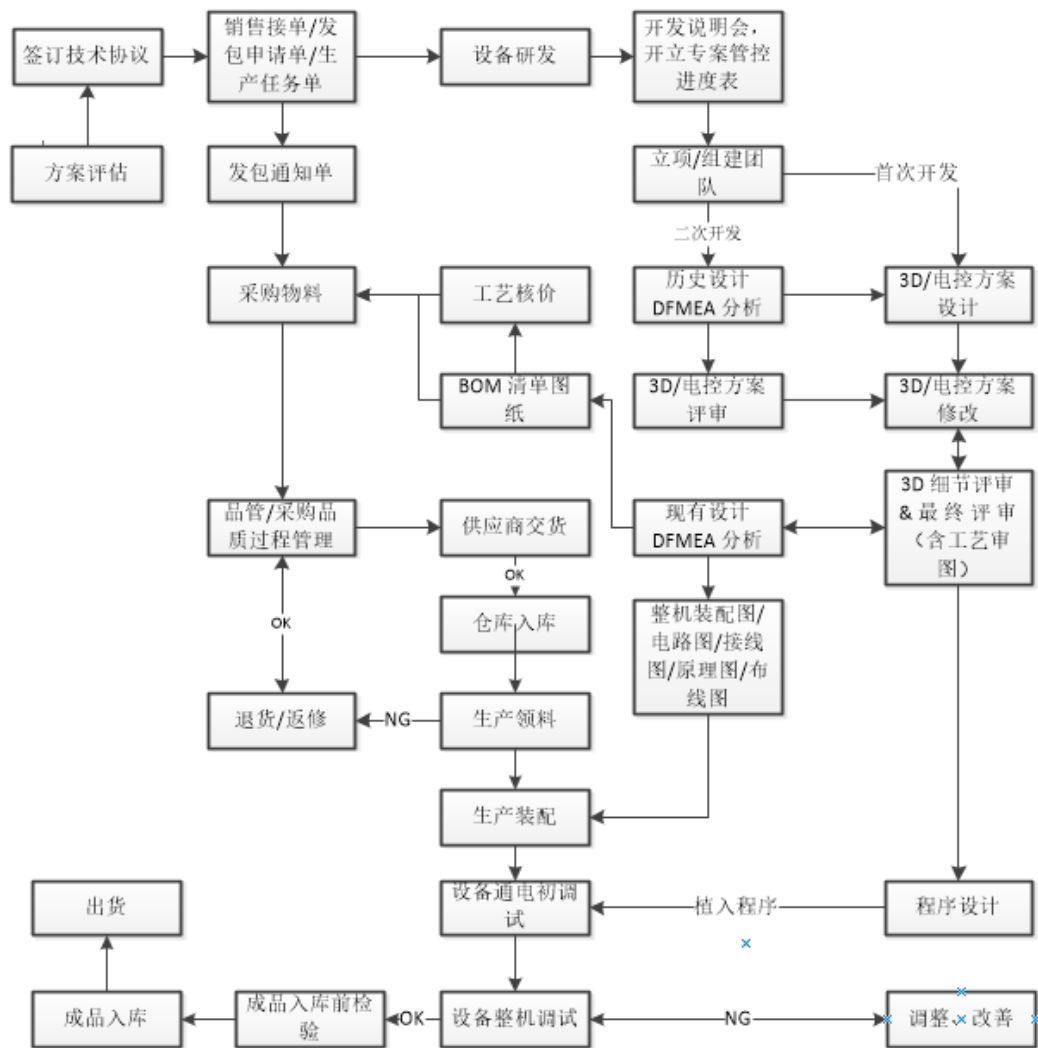 签订技术协议
销售接单/发
包申请单/生
产任务单
设备研发
开发说明会，
开立专案管控
进度表
方案评估
发包通知单
立项/组建团
队
首次开发
二次开发
采购物料
工艺核价
历史设计
DFMEA 分析
3D/电控方案
设计
BOM 清单图
纸
3D/电控方案
评审
3D/电控方案
修改
品管/采购品
质过程管理
供应商交货
现有设计
DFMEA 分析
3D 细节评审
&最终评审
（含工艺审
图）
OK
仓库入库
整机装配图/
电路图/接线
图/原理图/布
线图
OK
退货/返修
NG
生产领料
生产装配
出货
设备通电初调
试
植入程序
程序设计
成品入库
成品入库前检
验
OK
设备整机调试
NG
调整、改善